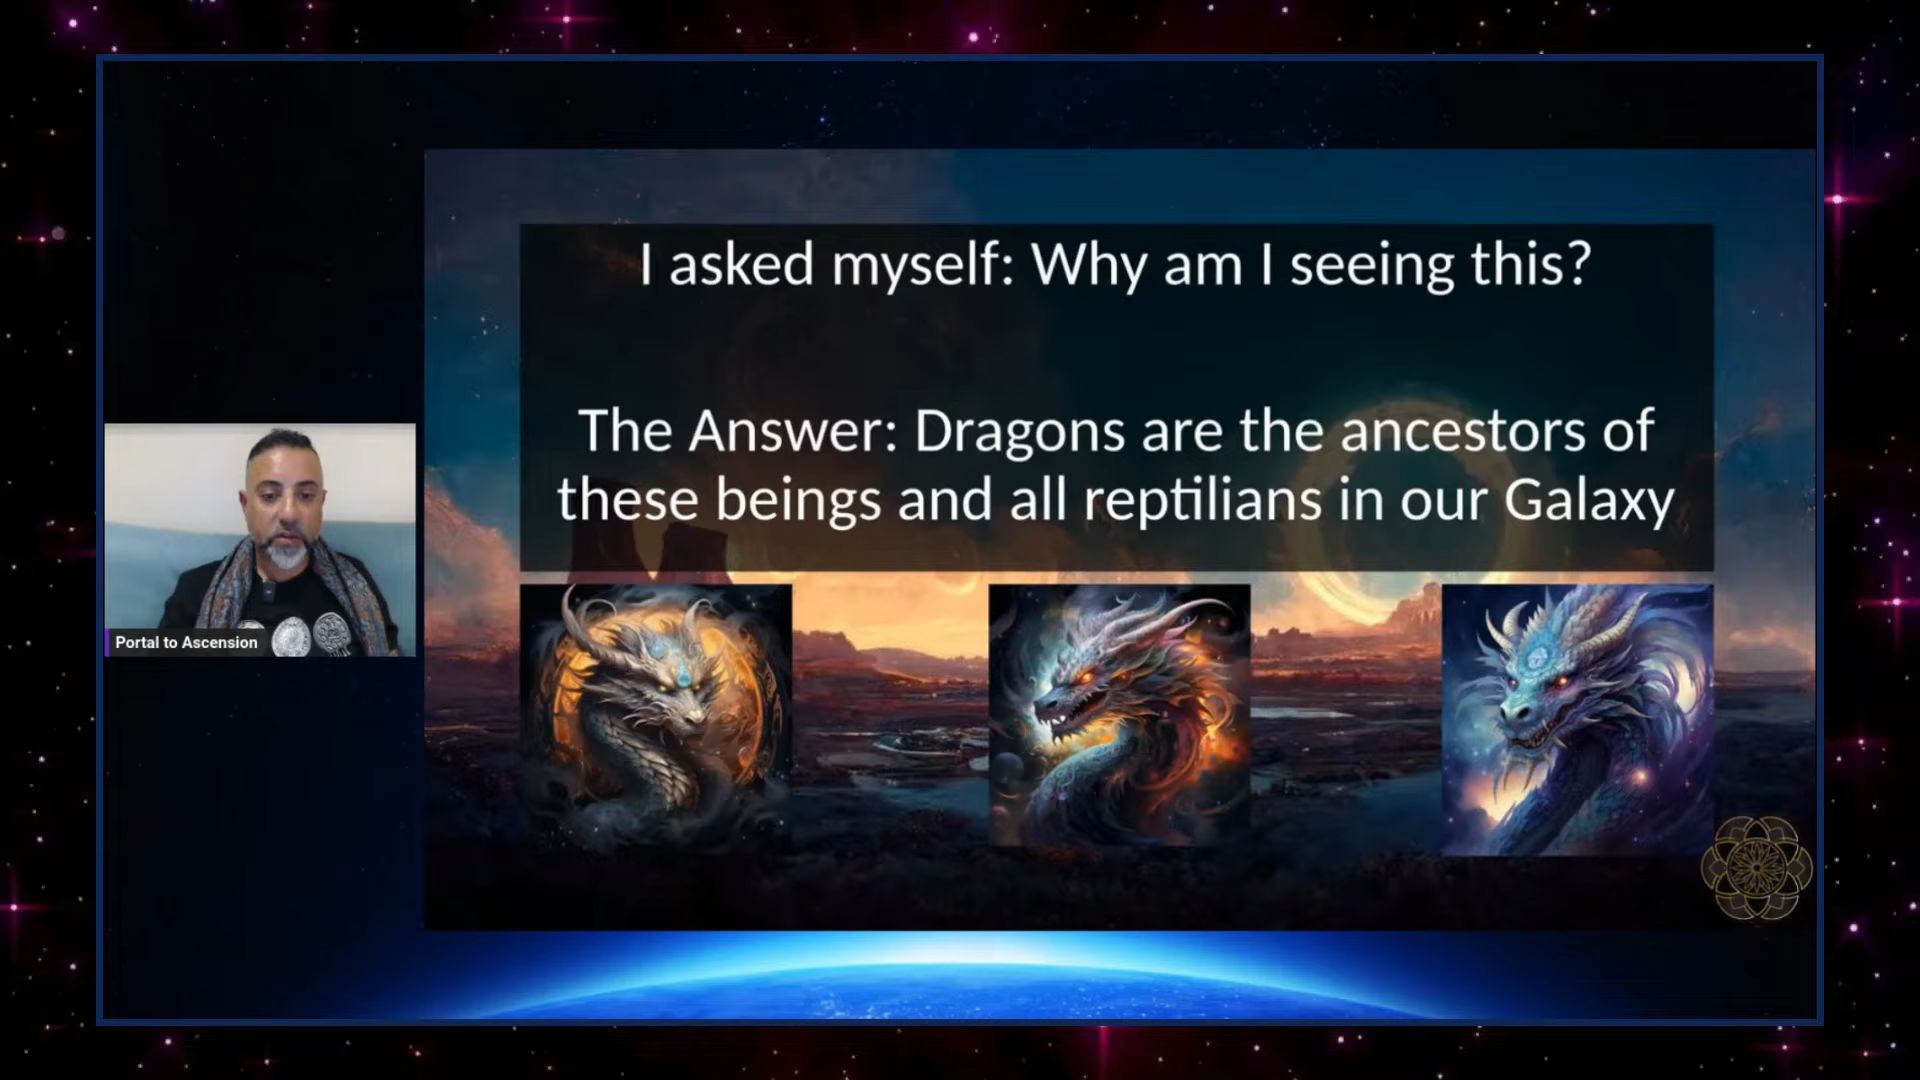 I asked myself: Why am I seeing this?
The Answer: Dragons are the ancestors of
these beings and all reptilians in our Galaxy
Portal to Ascension